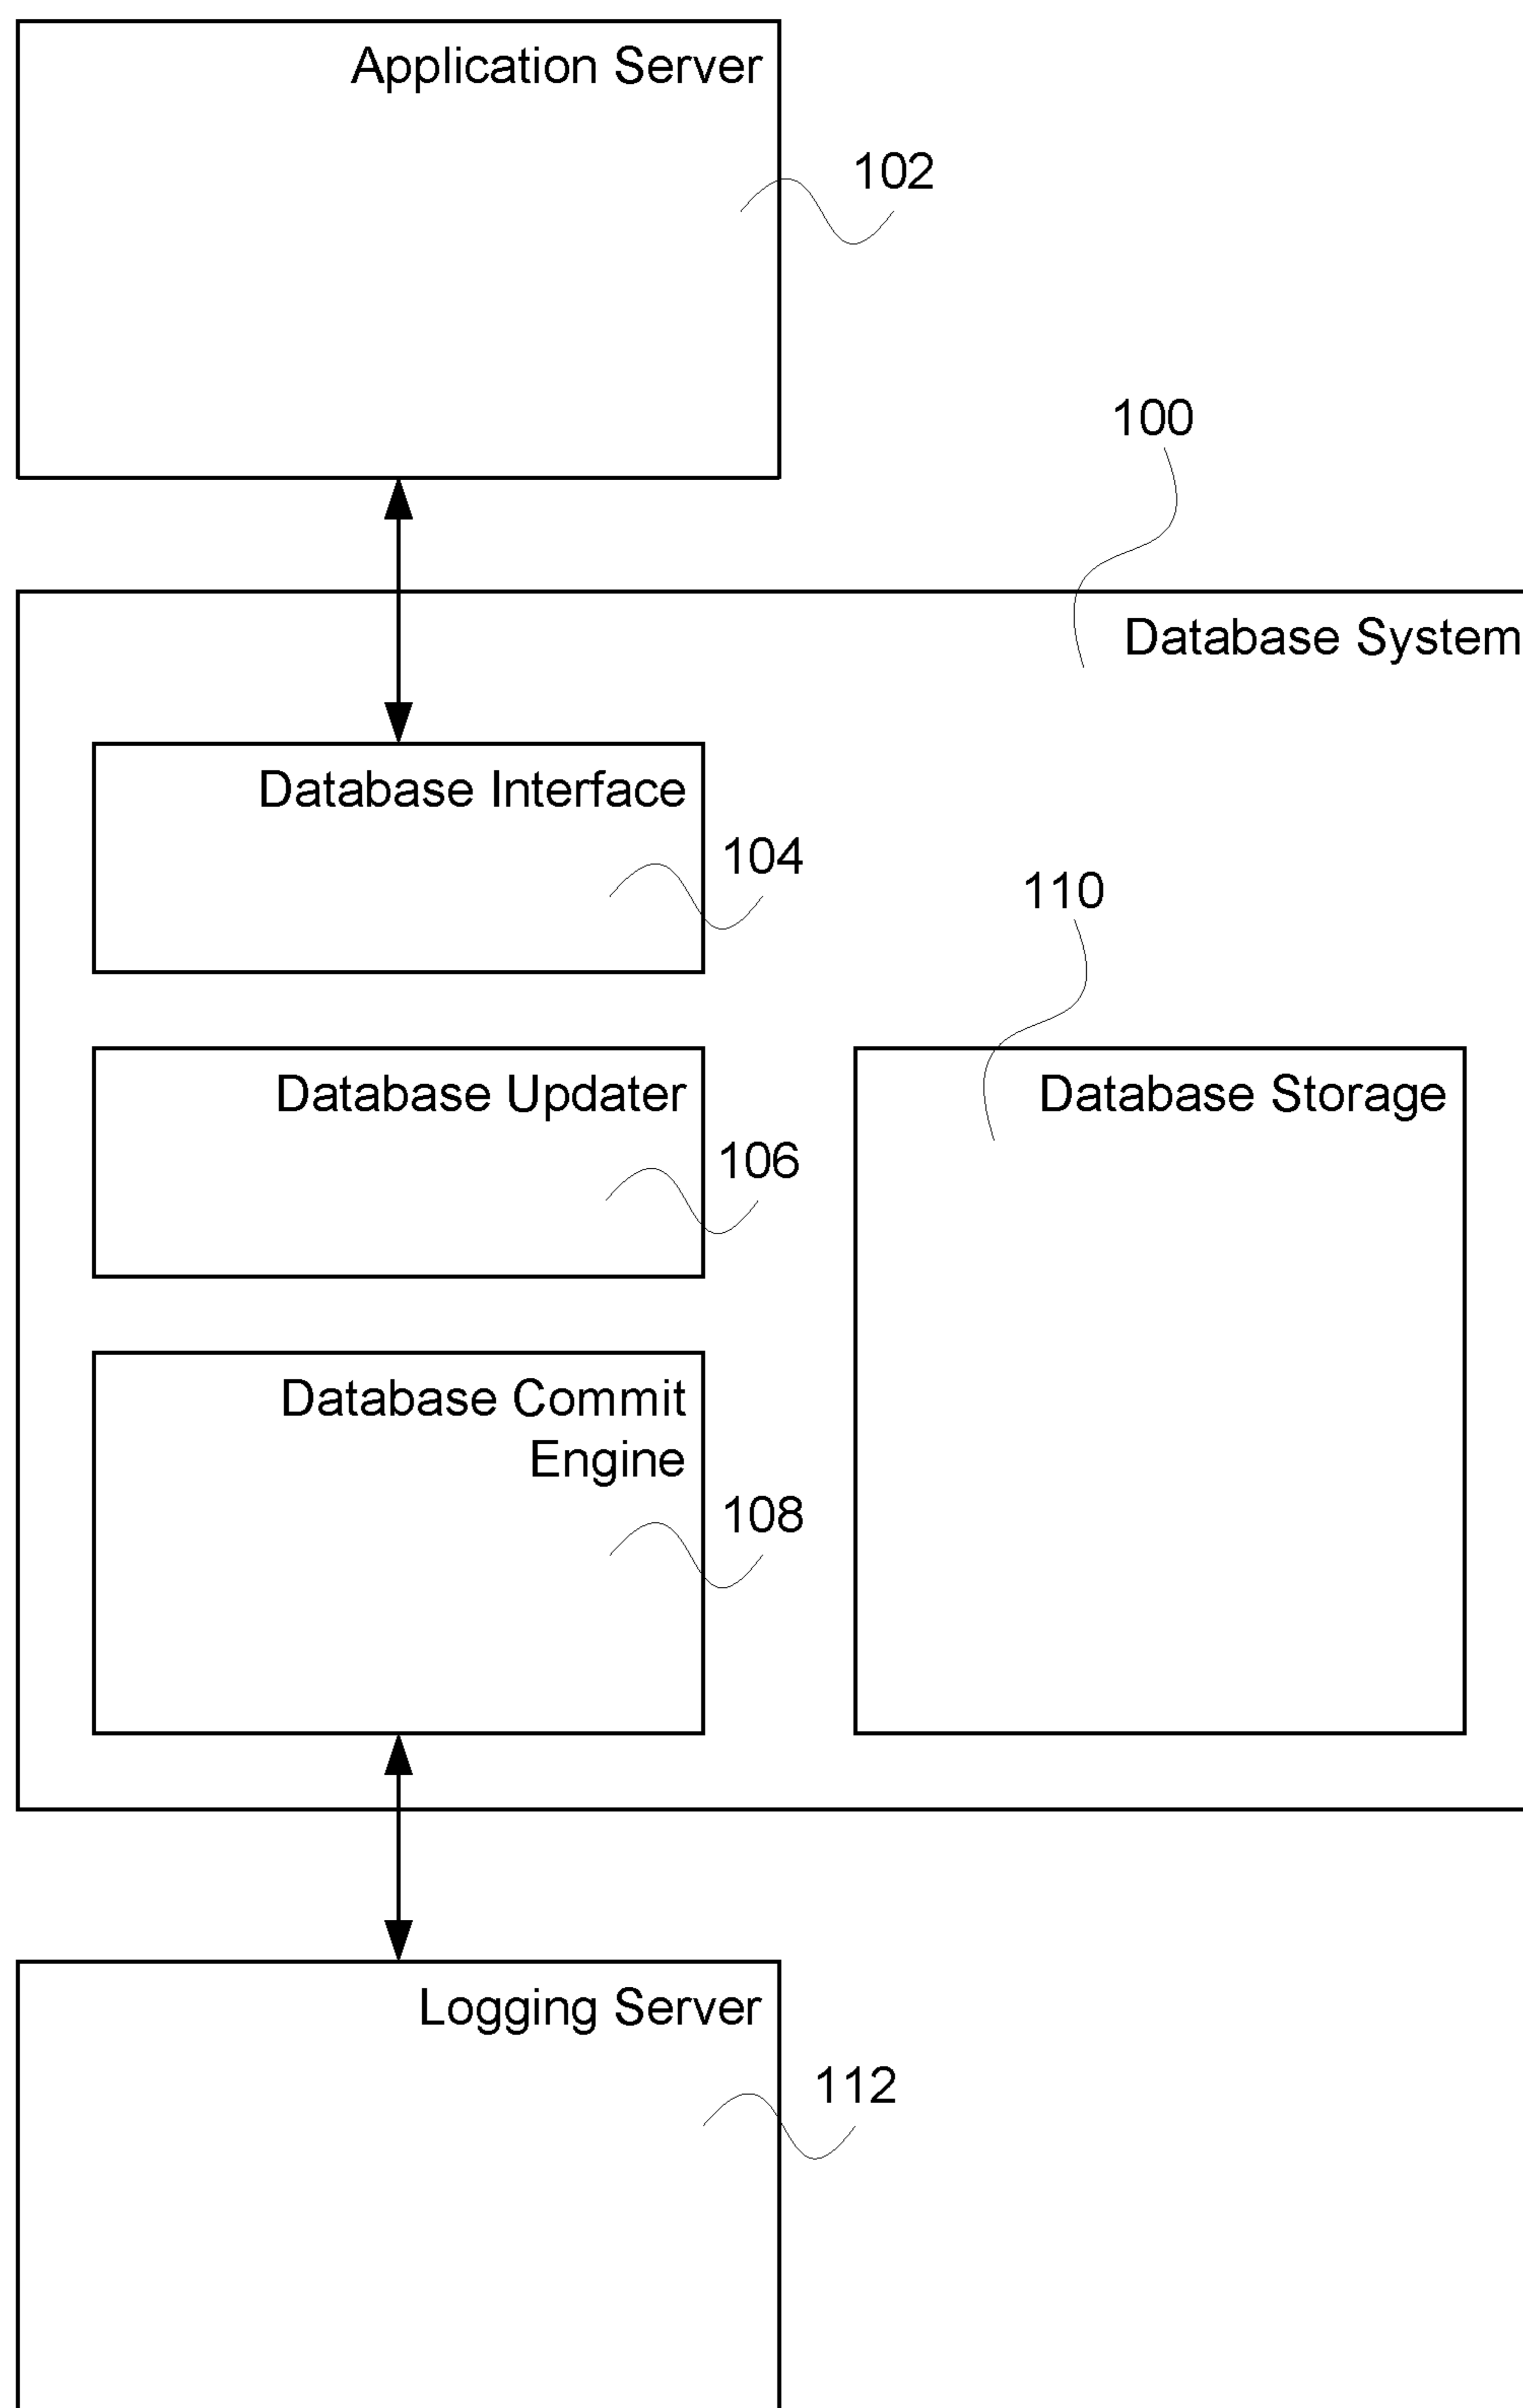 Application Server
102
100
Database System
Database Interface
104
110
Database Updater
Database Storage
106
Database Commit
Engine
108
Logging Server
112